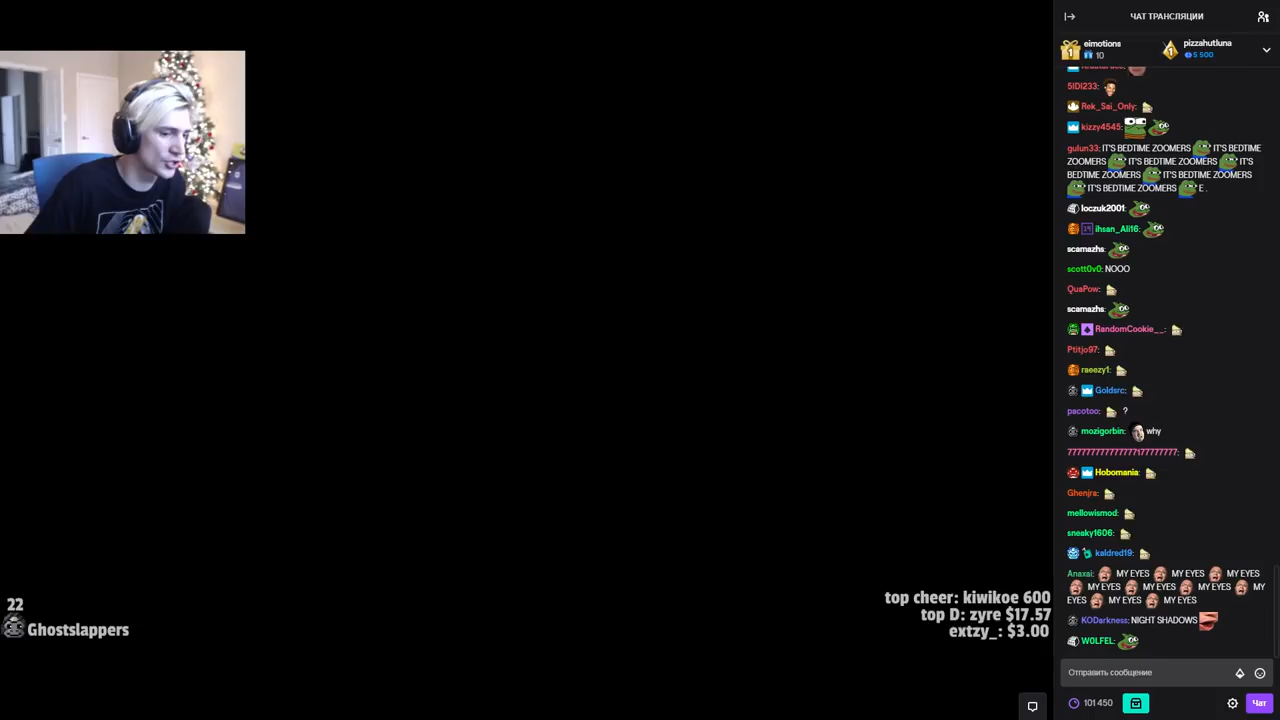 ЧАТ ТРАНСЛЯЦИИ
eimotions
10
pizzahutluna
5 500
5IDI233:
Rek_Sai_Only:
kizzy4545:
gulun33: IT'S BEDTIME ZOOMERS IT'S BEDTIME
ZOOMERS IT'S BEDTIME ZOOMERS IT'S
BEDTIME ZOOMERS IT'S BEDTIME ZOOMERS
IT'S BEDTIME ZOOMERS E .
loczuk2001:
ihsan_Ali16:
scamazhs:
scott0v0: NOOO
QuaPow:
scamazhs:
RandomCookie__:
Ptitjo97:
raeezy1:
Goldsrc:
pacotoo: ?
mozigorbin: why
Hobomania:
Ghenjra:
mellowismod:
sneaky1606:
kaldred19:
Anaxai: MY EYES MY EYES MY EYES
MY EYES MY EYES MY EYES MY
EYES MY EYES MY EYES
KODarkness: NIGHT SHADOWS
W0LFEL:
22
Ghostslappers
top cheer: kiwikoe 600
top D: zyre $17.57
extzy_: $3.00
Отправить сообщение
101 450
Чат